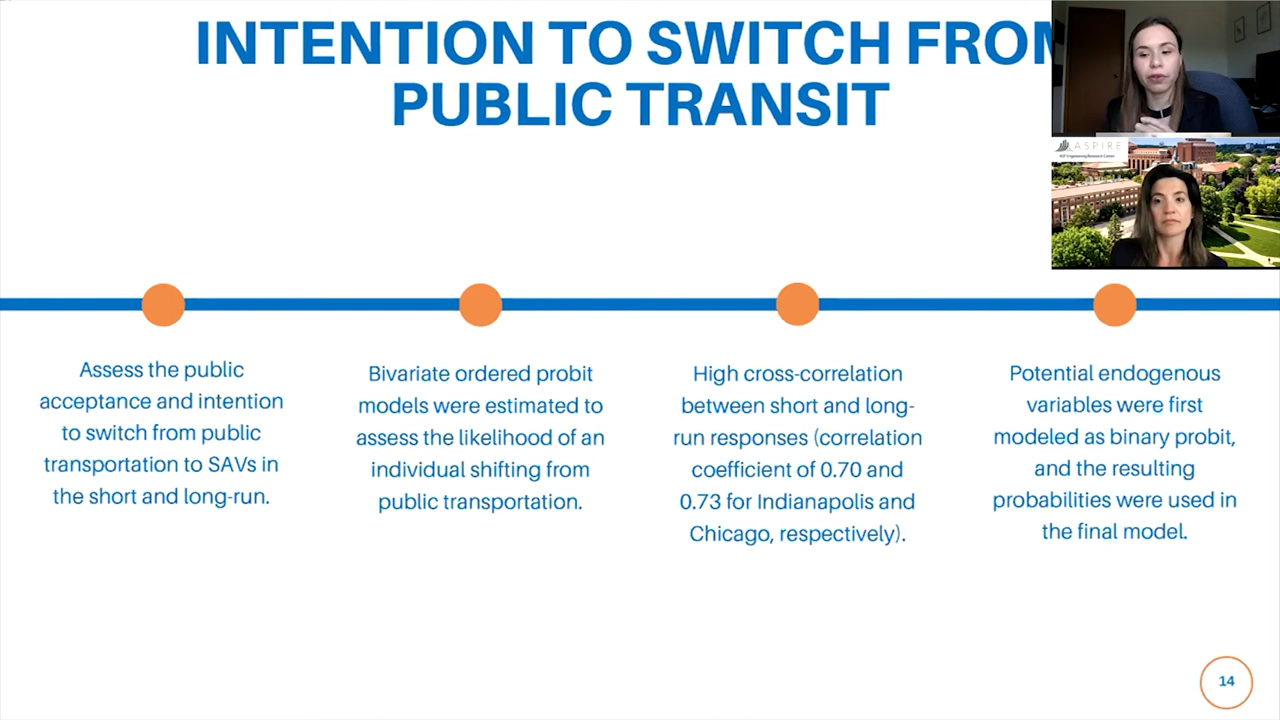 INTENTION TO SWITCH FROM
PUBLIC TRANSIT
ASPIRE
NSF Engineering Research Center
Assess the public
acceptance and intention
to switch from public
transportation to SAVs in
the short and long-run.
Bivariate ordered probit
models were estimated to
assess the likelihood of an
individual shifting from
public transportation.
High cross-correlation
between short and long-
run responses (correlation
coefficient of 0.70 and
0.73 for Indianapolis and
Chicago, respectively).
Potential endogenous
variables were first
modeled as binary probit,
and the resulting
probabilities were used in
the final model.
14